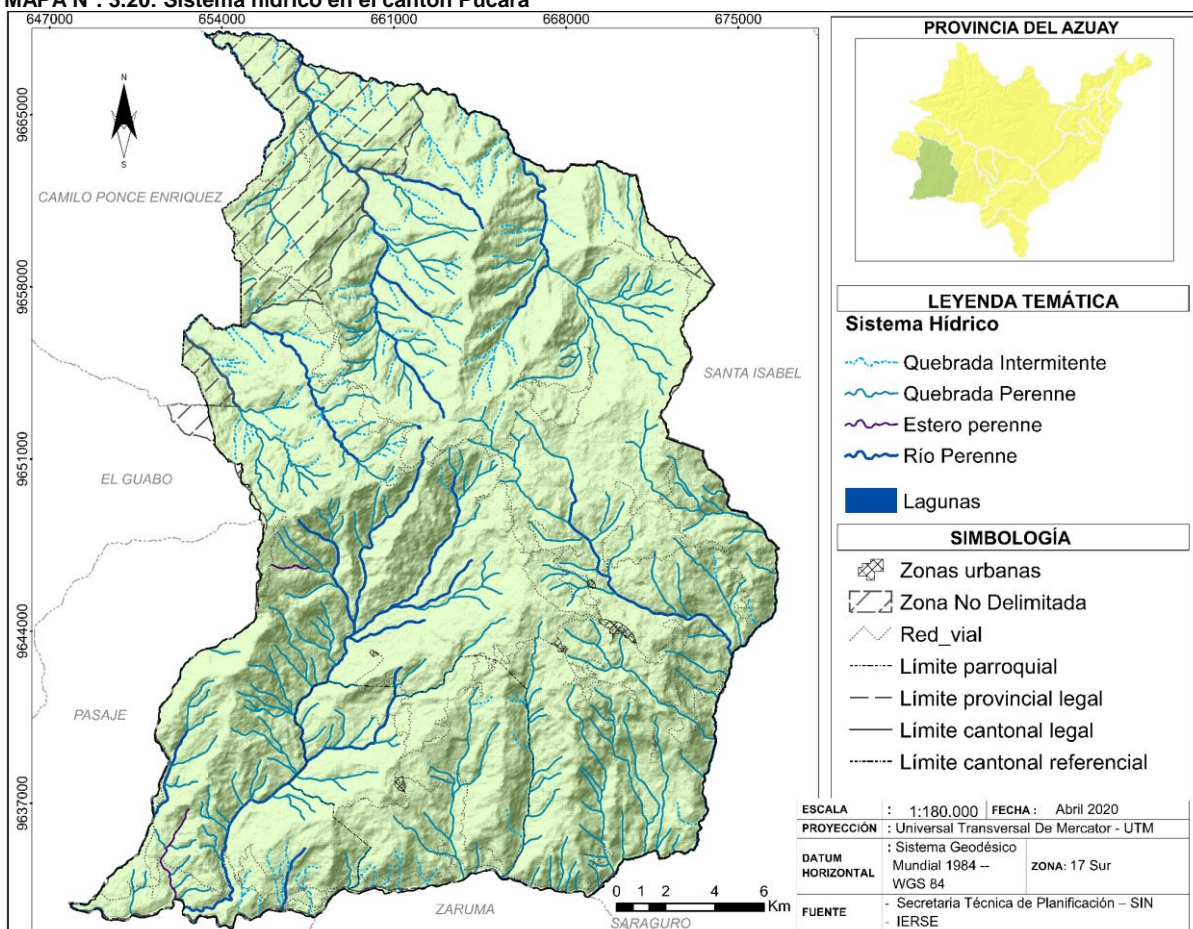 MAPA N°. 3.20: Sistema hídrico en el cantón Pucará
647000 654000 661000 668000 675000
9665000
9658000
9651000
9644000
9637000
N
S
CAMILO PONCE ENRIQUEZ
SANTA ISABEL
EL GUABO
PASAJE
ZARUMA
SARAGURO
0 1 2 4 6
Km
PROVINCIA DEL AZUAY
LEYENDA TEMÁTICA
Sistema Hídrico
Quebrada Intermitente
Quebrada Perenne
Estero perenne
Río Perenne
Lagunas
SIMBOLOGÍA
Zonas urbanas
Zona No Delimitada
Red_vial
Límite parroquial
Límite provincial legal
Límite cantonal legal
Límite cantonal referencial
ESCALA : 1:180.000 FECHA : Abril 2020
PROYECCIÓN : Universal Transversal De Mercator - UTM
DATUM HORIZONTAL : Sistema Geodésico Mundial 1984 -- WGS 84 ZONA: 17 Sur
FUENTE - Secretaria Técnica de Planificación – SIN
- IERSE